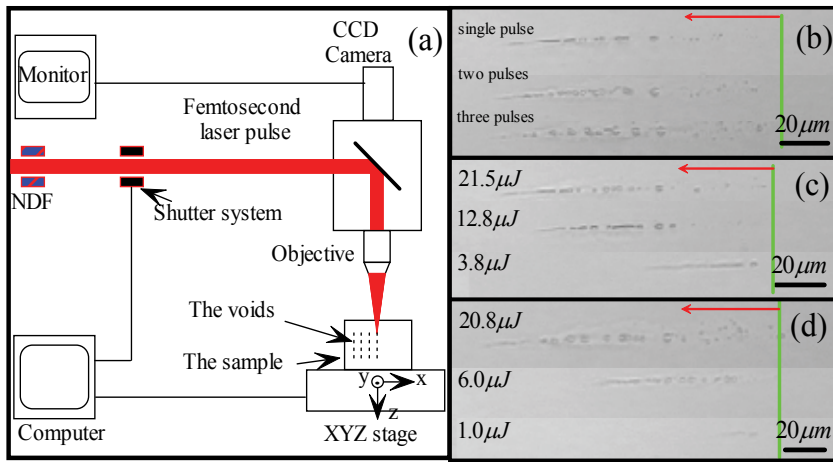 CCD
Camera
(a)
Monitor
Femtosecond
laser pulse
NDF
Shutter system
Objective
The voids
The sample
y
x
z
Computer
XYZ stage
(b)
single pulse
two pulses
three pulses
20μm
(c)
21.5μJ
12.8μJ
3.8μJ
20μm
(d)
20.8μJ
6.0μJ
1.0μJ
20μm